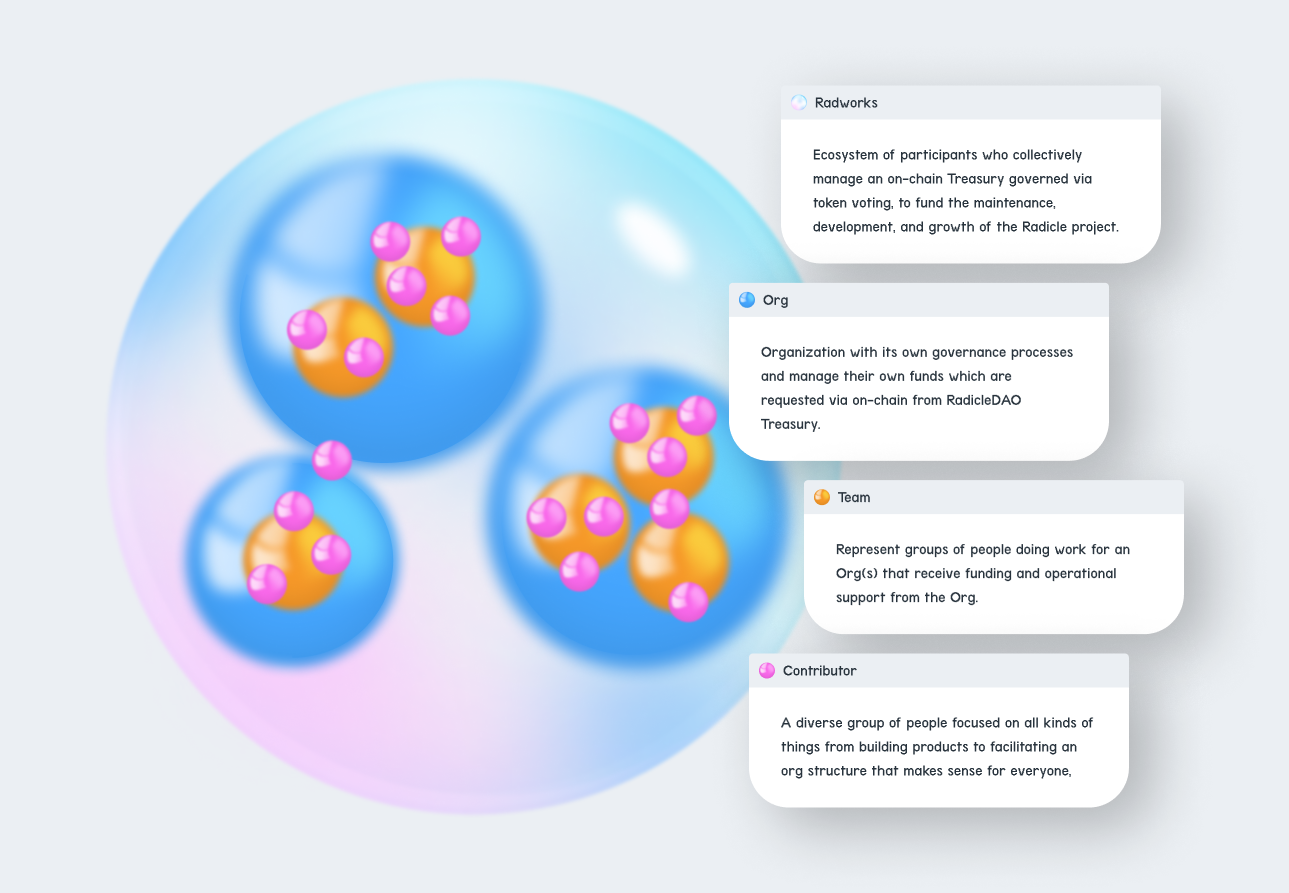 Radworks
Ecosystem of participants who collectively
manage an on-chain Treasury governed via
token voting, to fund the maintenance,
development, and growth of the Radicle project.
Org
Organization with its own governance processes
and manage their own funds which are
requested via on-chain from RadicleDAO
Treasury.
Team
Represent groups of people doing work for an
Org(s) that receive funding and operational
support from the Org.
Contributor
A diverse group of people focused on all kinds of
things from building products to facilitating an
org structure that makes sense for everyone,